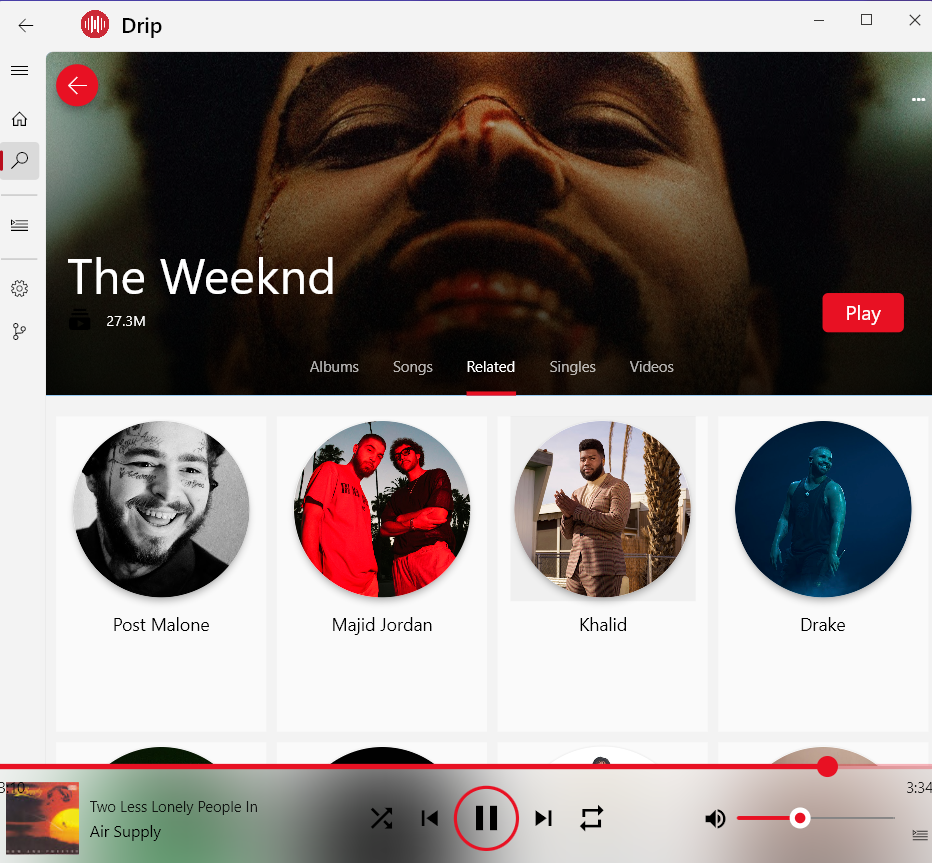 Drip
The Weeknd
27.3M
Play
Albums
Songs
Related
Singles
Videos
Post Malone
Majid Jordan
Khalid
Drake
3:10
3:34
Two Less Lonely People In
Air Supply